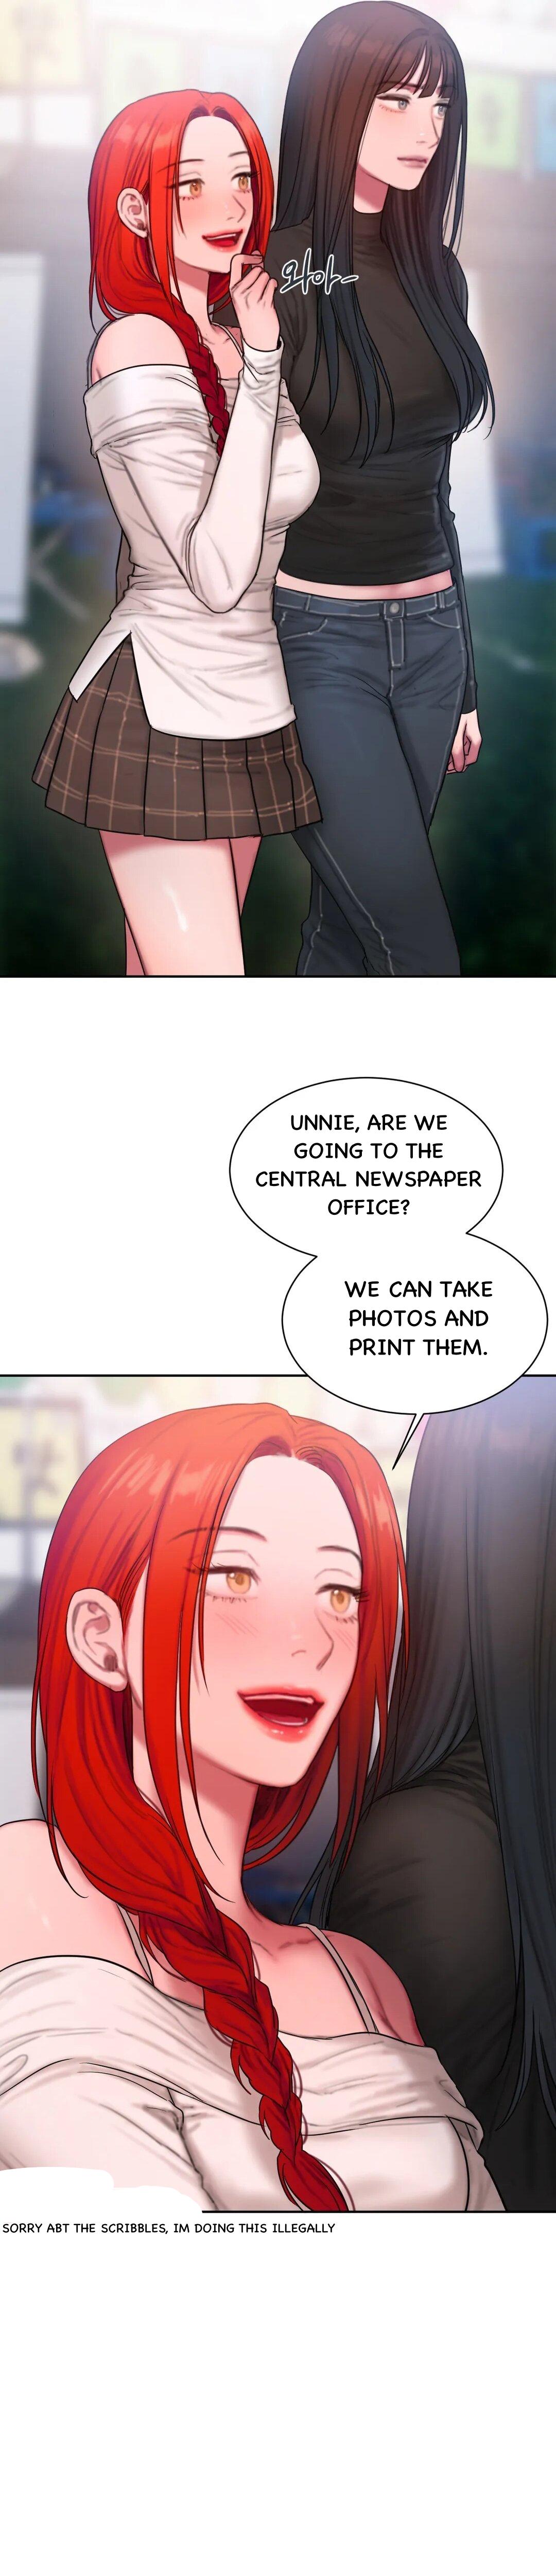 와아~
UNNIE, ARE WE
GOING TO THE
CENTRAL NEWSPAPER
OFFICE?
WE CAN TAKE
PHOTOS AND
PRINT THEM.
SORRY ABT THE SCRIBBLES, IM DOING THIS ILLEGALLY